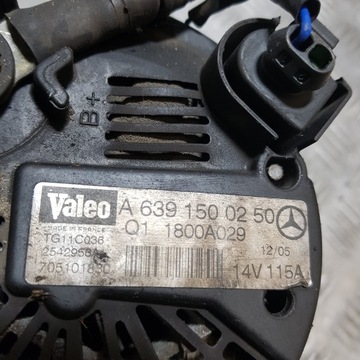 B+
Valeo A 639 150 02 50
MADE IN FRANCE Q1 1800A029
TG11C036 12/05
14V 115A